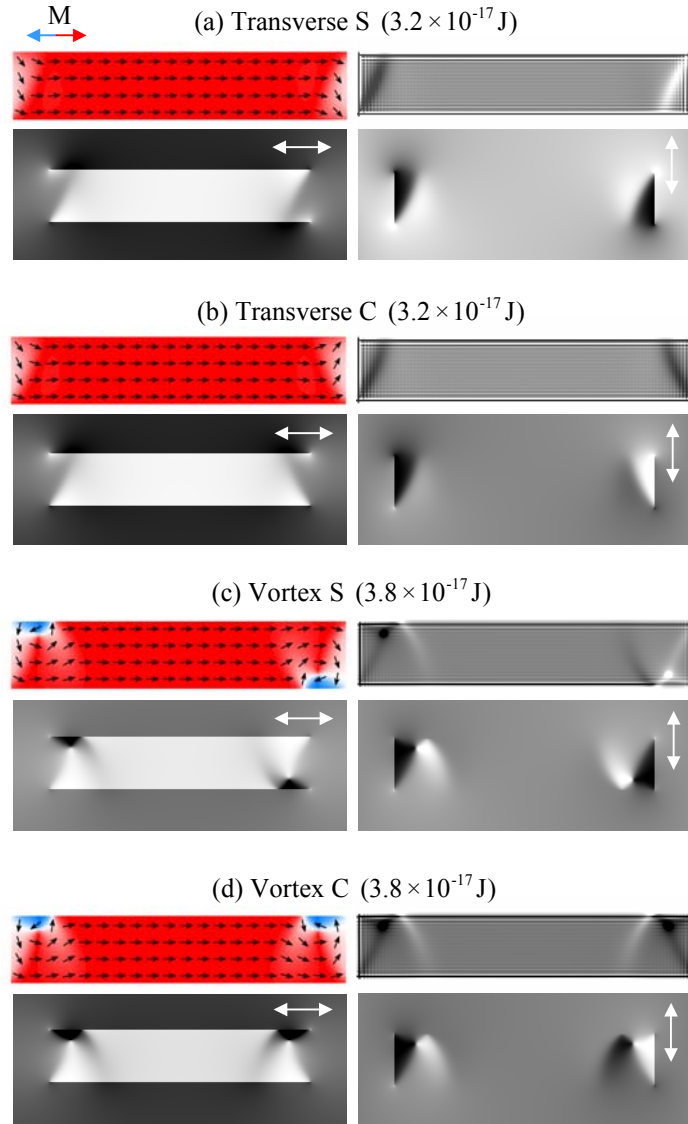 M
(a) Transverse S (3.2 × 10⁻¹⁷ J)
(b) Transverse C (3.2 × 10⁻¹⁷ J)
(c) Vortex S (3.8 × 10⁻¹⁷ J)
(d) Vortex C (3.8 × 10⁻¹⁷ J)